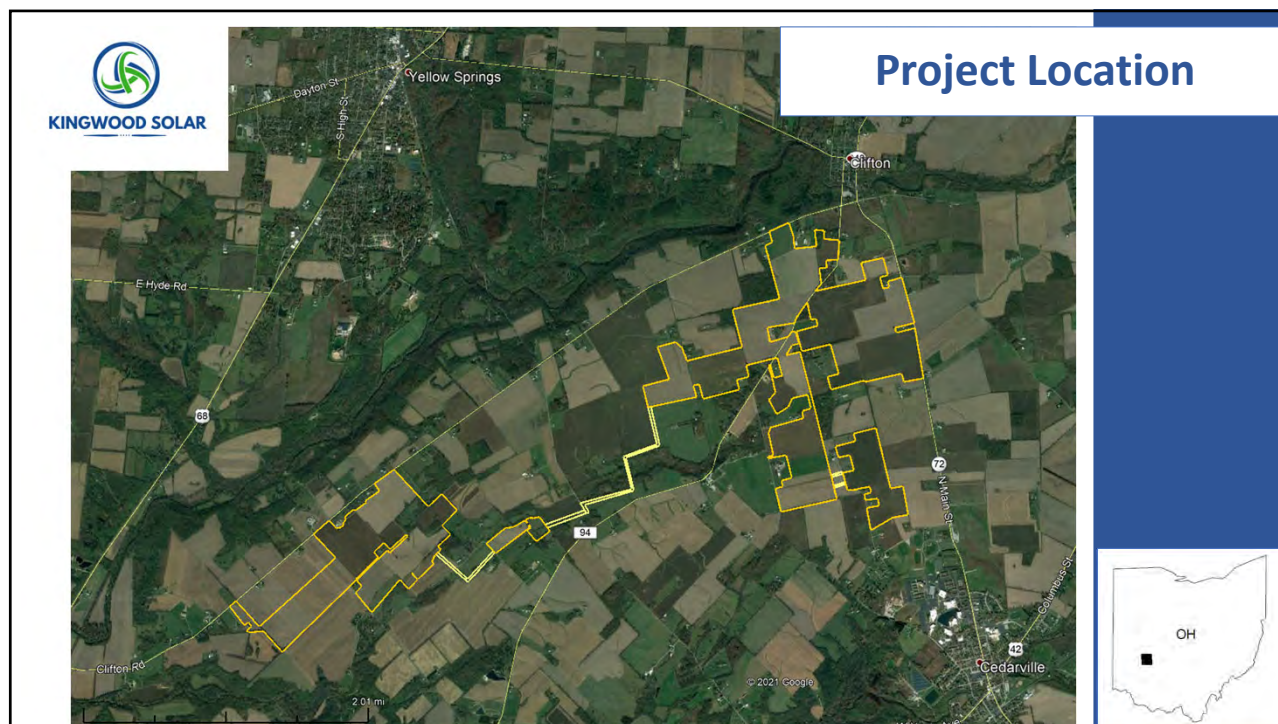 KINGWOOD SOLAR
Project Location
Yellow Springs
Dayton St
S High St
Clifton
E Hyde Rd
68
72
N Main St
94
Columbus St
42
Cedarville
Clifton Rd
© 2021 Google
2.01 mi
OH